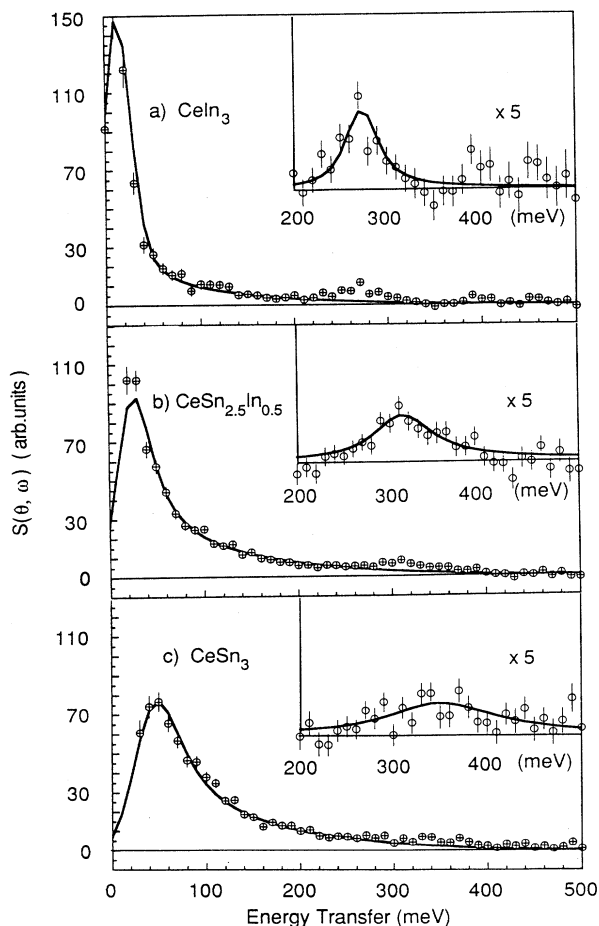 150
110
70
30
0
a) CeIn3
x 5
200 300 400 (meV)
110
70
30
0
b) CeSn2.5In0.5
x 5
200 300 400 (meV)
S(θ, ω) (arb.units)
110
70
30
0
c) CeSn3
x 5
200 300 400 (meV)
0 100 200 300 400 500
Energy Transfer (meV)